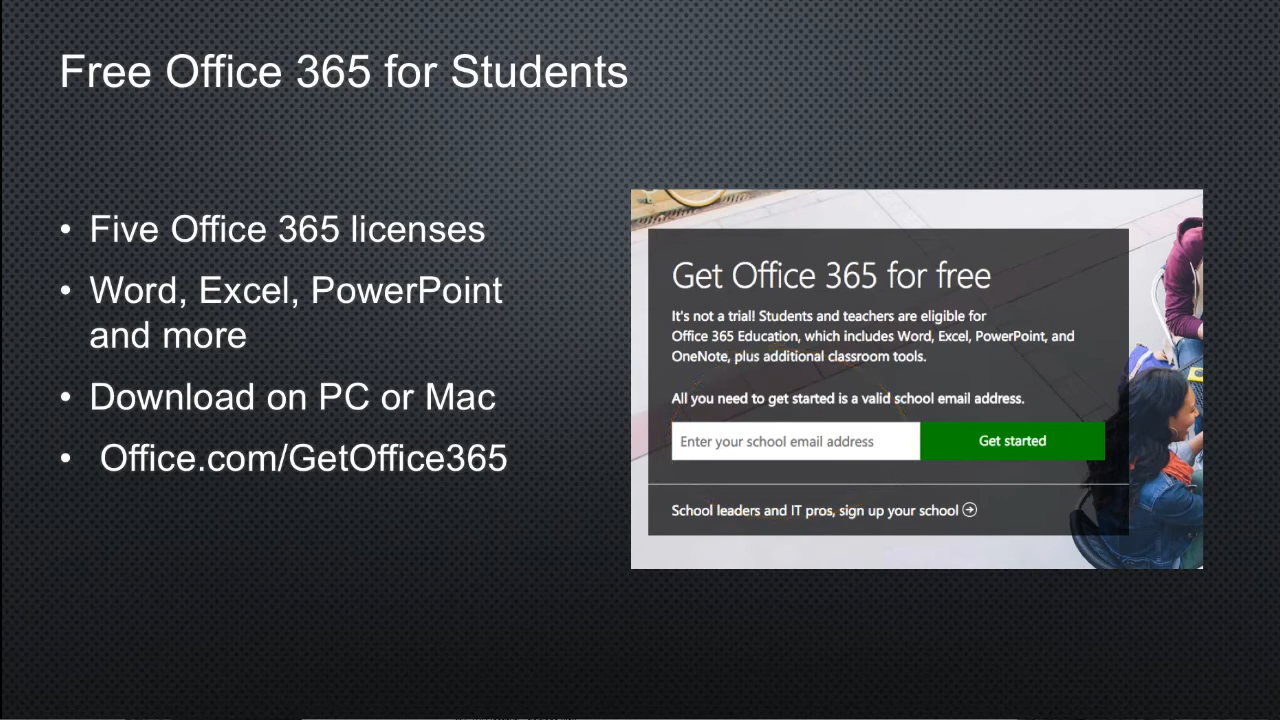 Free Office 365 for Students
• Five Office 365 licenses
• Word, Excel, PowerPoint
and more
• Download on PC or Mac
• Office.com/GetOffice365
Get Office 365 for free
It's not a trial! Students and teachers are eligible for
Office 365 Education, which includes Word, Excel, PowerPoint, and
OneNote, plus additional classroom tools.
All you need to get started is a valid school email address.
Enter your school email address
Get started
School leaders and IT pros, sign up your school